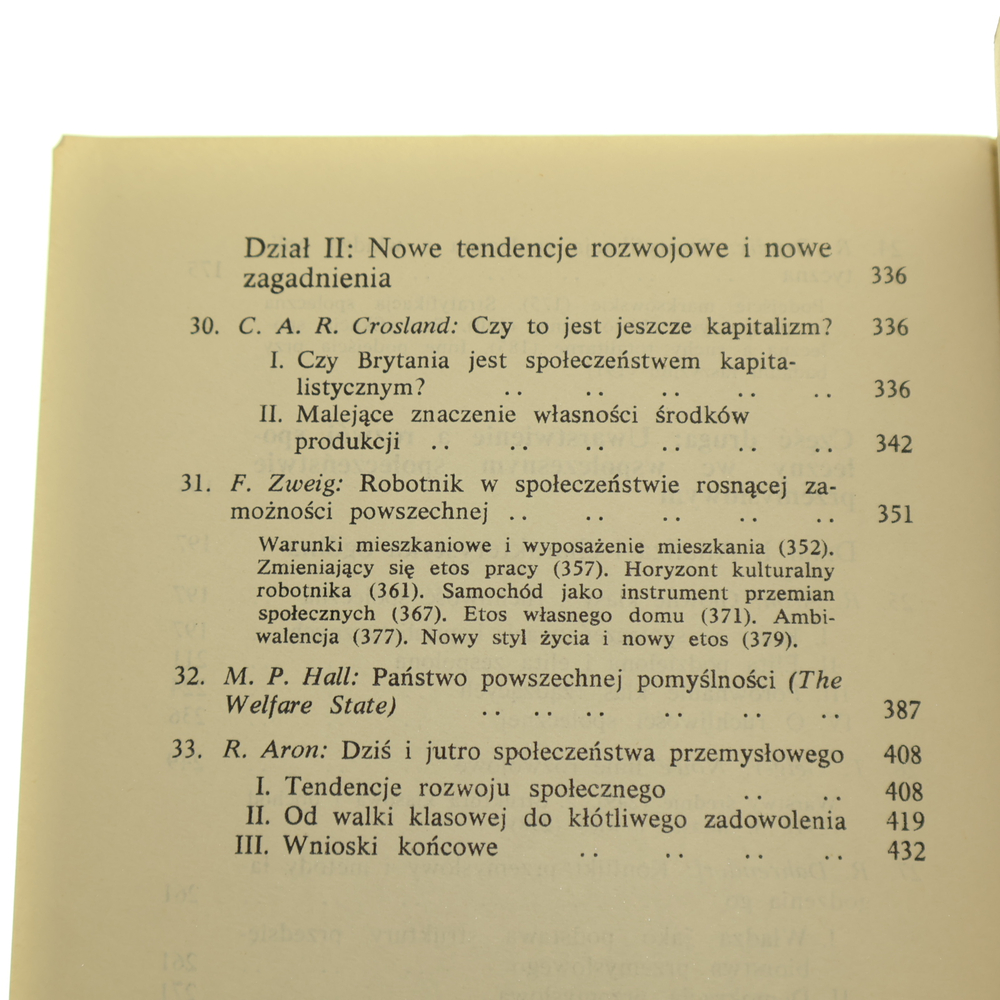 Dział II: Nowe tendencje rozwojowe i nowe
zagadnienia 336
30. C. A. R. Crosland: Czy to jest jeszcze kapitalizm? 336
I. Czy Brytania jest społeczeństwem kapita-
listycznym? .. .. .. .. .. 336
II. Malejące znaczenie własności środków
produkcji .. .. .. .. .. .. 342
31. F. Zweig: Robotnik w społeczeństwie rosnącej za-
możności powszechnej .. .. .. .. .. 351
Warunki mieszkaniowe i wyposażenie mieszkania (352).
Zmieniający się etos pracy (357). Horyzont kulturalny
robotnika (361). Samochód jako instrument przemian
społecznych (367). Etos własnego domu (371). Ambi-
walencja (377). Nowy styl życia i nowy etos (379).
32. M. P. Hall: Państwo powszechnej pomyślności (The
Welfare State) .. .. .. .. .. .. 387
33. R. Aron: Dziś i jutro społeczeństwa przemysłowego 408
I. Tendencje rozwoju społecznego .. .. 408
II. Od walki klasowej do kłótliwego zadowolenia 419
III. Wnioski końcowe .. .. .. .. 432